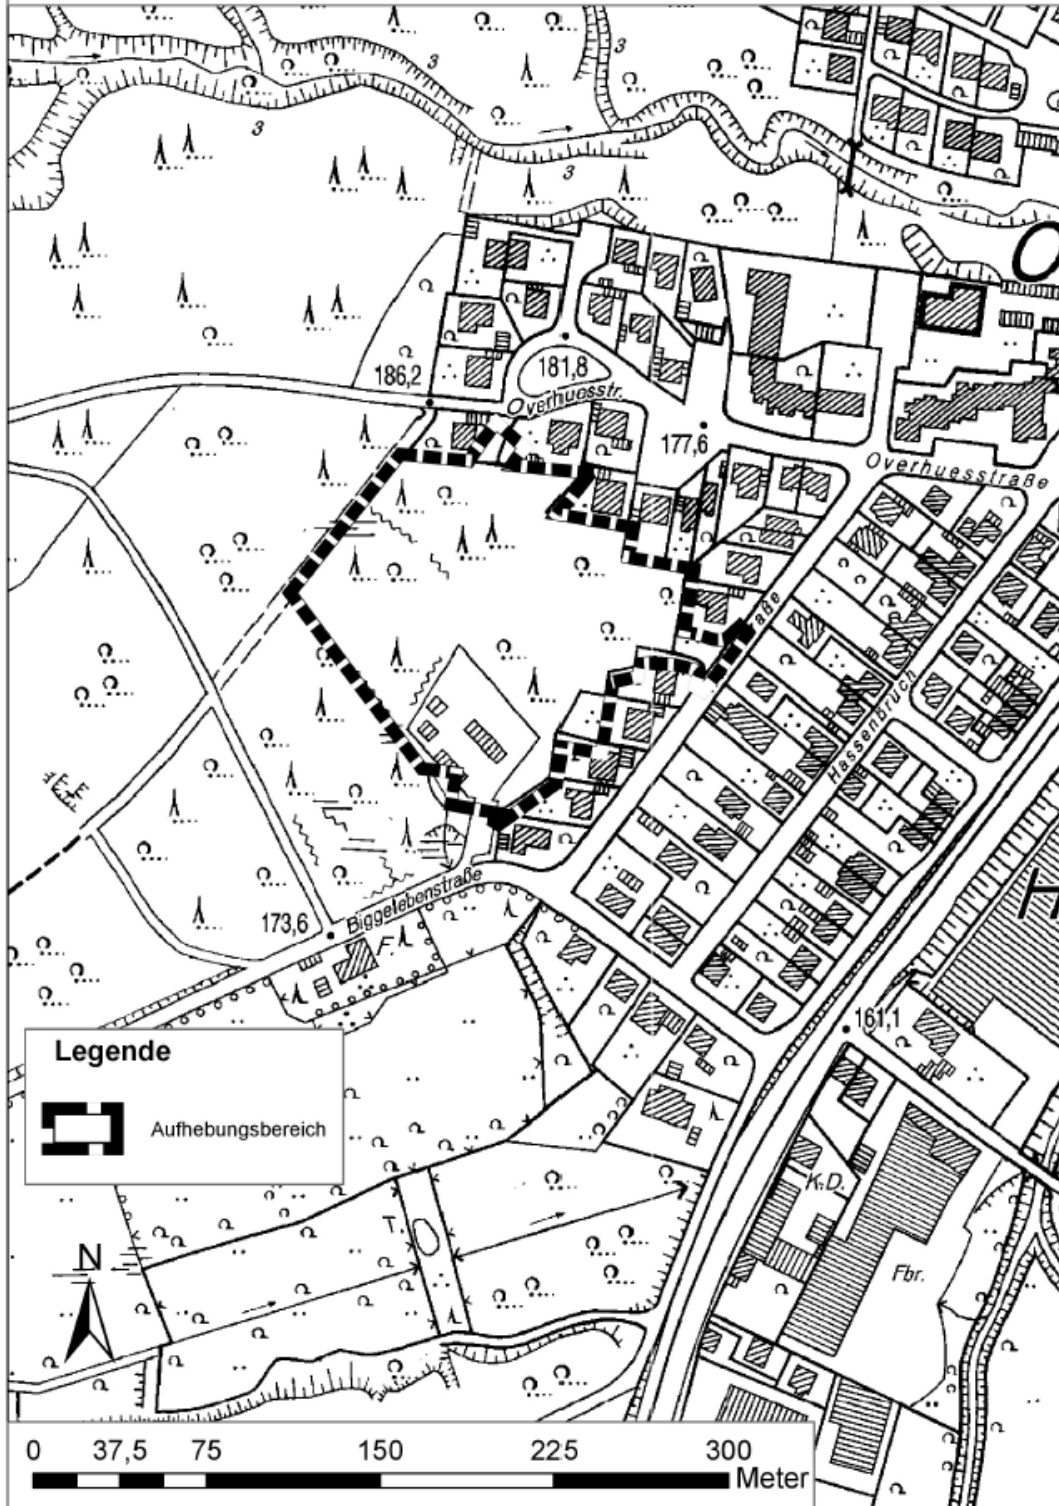 3
3
3
3
186,2
181,8
Overhuesstr.
177,6
Overhuesstraße
aße
Hassenbruch
Biggelebenstraße
173,6
F
H
161,1
Legende
Aufhebungsbereich
K.D.
T.
Fbr.
N
0 37,5 75 150 225 300
Meter